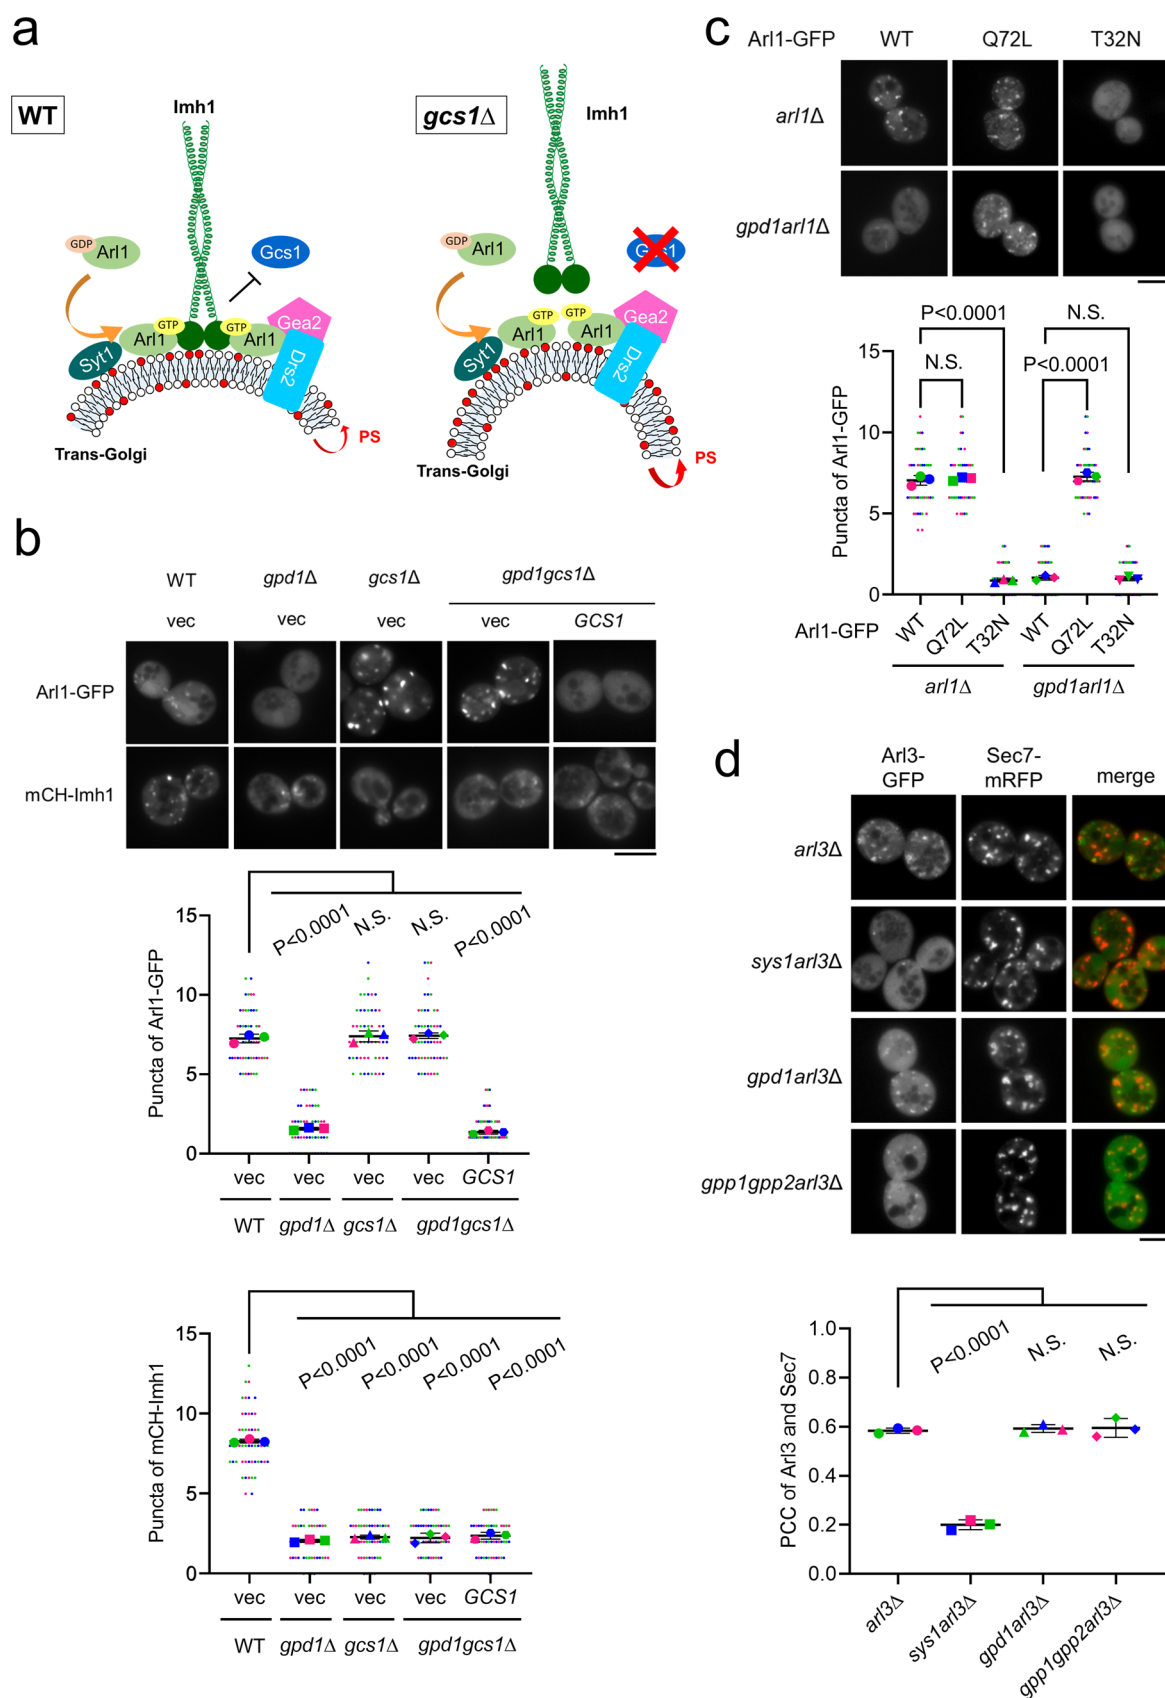 a
WT
Imh1
GDP
Arl1
Gcs1
GTP
GTP
Arl1
Arl1
Gea2
Syt1
Drs2
PS
Trans-Golgi
gcs1Δ
Imh1
GDP
Arl1
Gcs1
GTP
GTP
Arl1
Arl1
Gea2
Syt1
Drs2
PS
Trans-Golgi
b
WT
gpd1Δ
gcs1Δ
gpd1gcs1Δ
vec
vec
vec
vec
GCS1
Arl1-GFP
mCH-Imh1
P<0.0001
N.S.
N.S.
P<0.0001
Puncta of Arl1-GFP
15
10
5
0
vec
vec
vec
vec
GCS1
WT
gpd1Δ
gcs1Δ
gpd1gcs1Δ
P<0.0001
P<0.0001
P<0.0001
P<0.0001
Puncta of mCH-Imh1
15
10
5
0
vec
vec
vec
vec
GCS1
WT
gpd1Δ
gcs1Δ
gpd1gcs1Δ
c
Arl1-GFP
WT
Q72L
T32N
arl1Δ
gpd1arl1Δ
P<0.0001
N.S.
N.S.
P<0.0001
Puncta of Arl1-GFP
15
10
5
0
Arl1-GFP
WT
Q72L
T32N
WT
Q72L
T32N
arl1Δ
gpd1arl1Δ
d
Arl3-
GFP
Sec7-
mRFP
merge
arl3Δ
sys1arl3Δ
gpd1arl3Δ
gpp1gpp2arl3Δ
P<0.0001
N.S.
N.S.
PCC of Arl3 and Sec7
1.0
0.8
0.6
0.4
0.2
0.0
arl3Δ
sys1arl3Δ
gpd1arl3Δ
gpp1gpp2arl3Δ